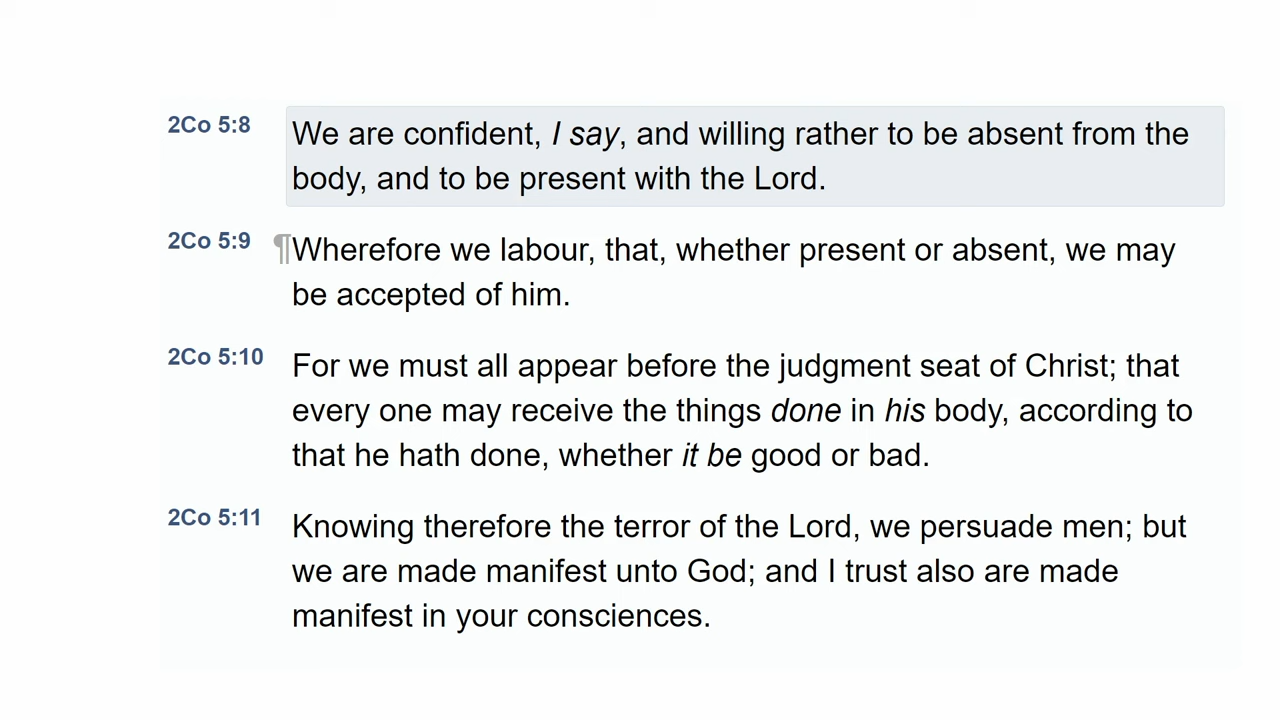 2Co 5:8 We are confident, I say, and willing rather to be absent from the
body, and to be present with the Lord.
2Co 5:9 ¶Wherefore we labour, that, whether present or absent, we may
be accepted of him.
2Co 5:10 For we must all appear before the judgment seat of Christ; that
every one may receive the things done in his body, according to
that he hath done, whether it be good or bad.
2Co 5:11 Knowing therefore the terror of the Lord, we persuade men; but
we are made manifest unto God; and I trust also are made
manifest in your consciences.